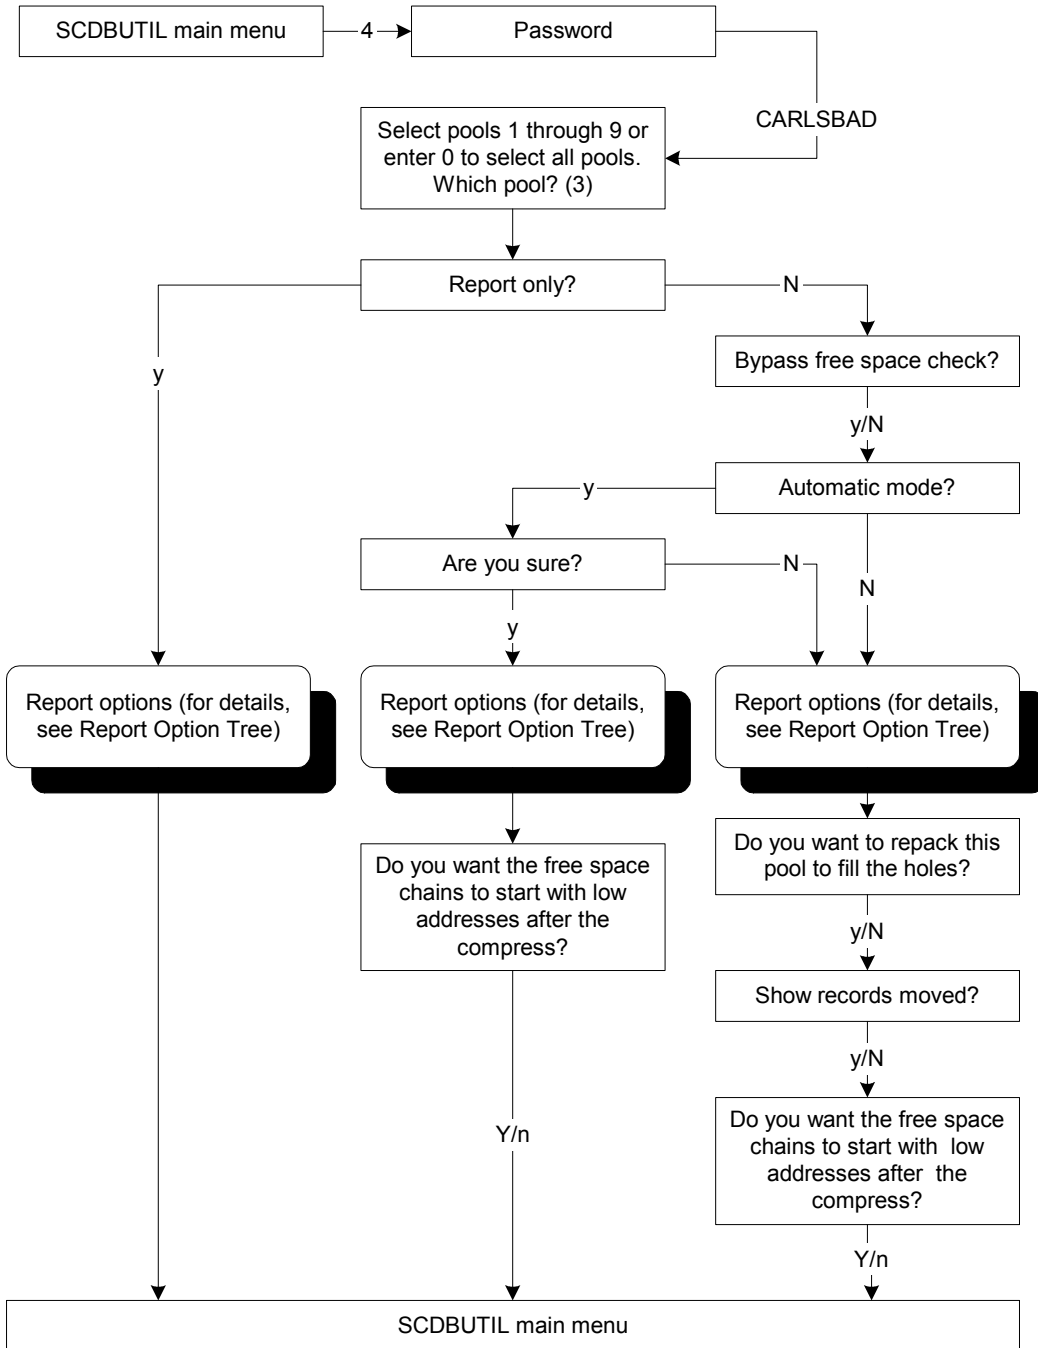 SCDBUTIL main menu
4
Password
CARLSBAD
Select pools 1 through 9 or
enter 0 to select all pools.
Which pool? (3)
Report only?
N
y
Bypass free space check?
y/N
Automatic mode?
y
Are you sure?
N
N
y
Report options (for details,
see Report Option Tree)
Report options (for details,
see Report Option Tree)
Report options (for details,
see Report Option Tree)
Do you want to repack this
pool to fill the holes?
Do you want the free space
chains to start with low
addresses after the
compress?
y/N
Show records moved?
y/N
Do you want the free space
chains to start with low
addresses after the
compress?
Y/n
Y/n
SCDBUTIL main menu